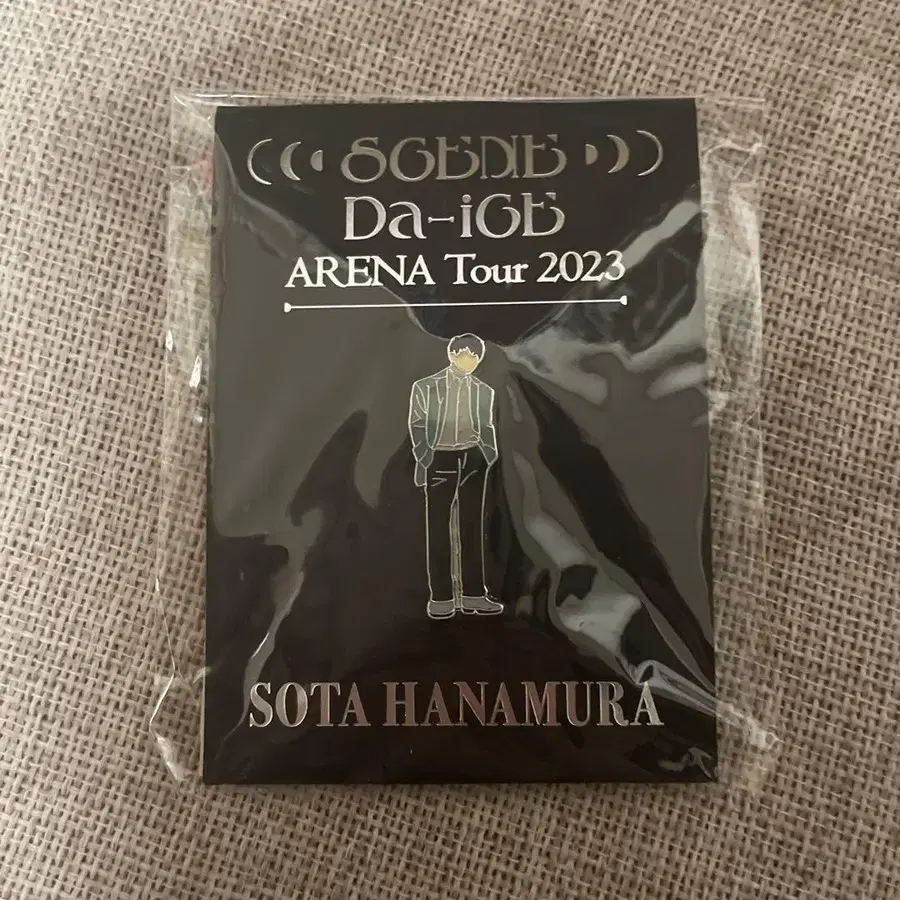 SCENE
Da-iCE
ARENA Tour 2023
SOTA HANAMURA